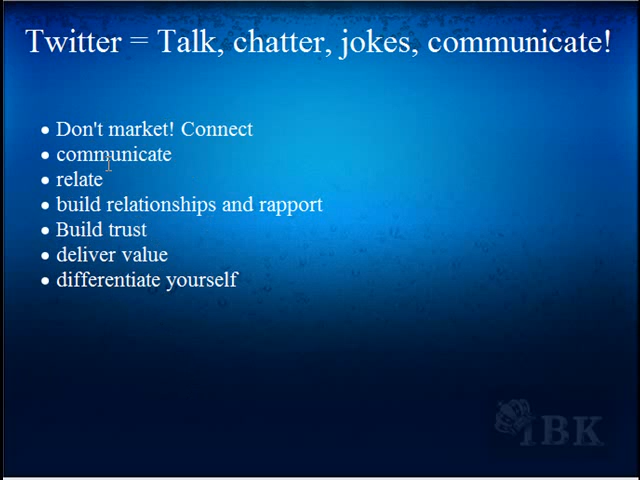 Twitter = Talk, chatter, jokes, communicate!
• Don't market! Connect
• communicate
• relate
• build relationships and rapport
• Build trust
• deliver value
• differentiate yourself
IBK